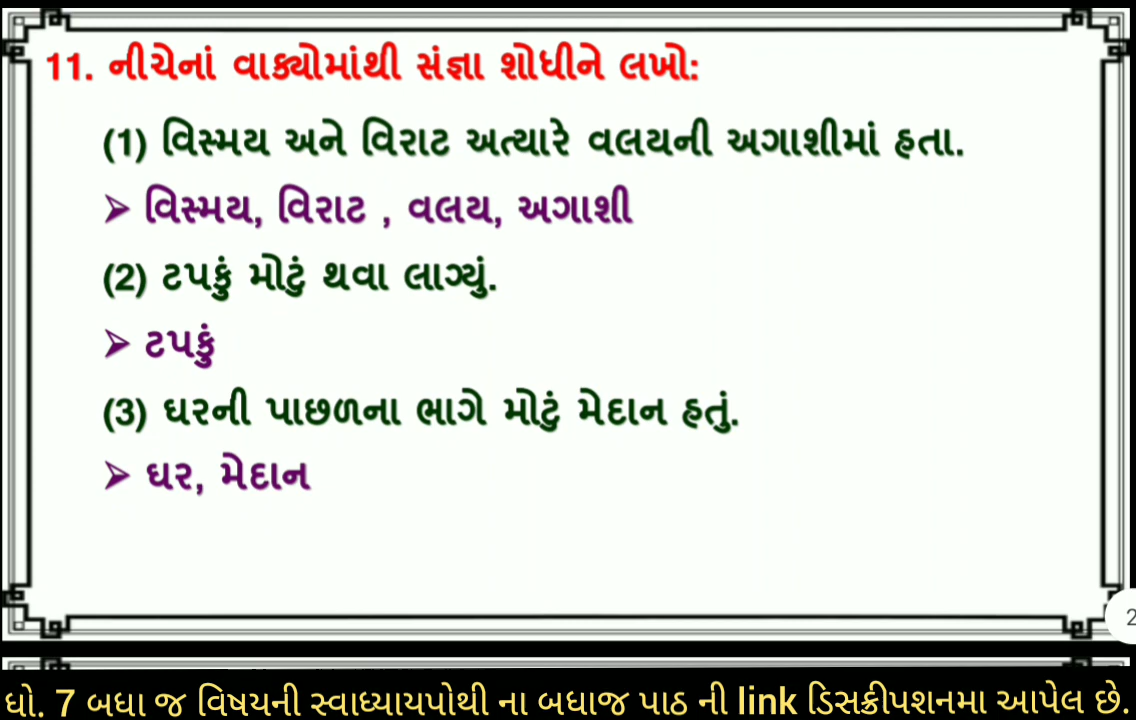 11. નીચેનાં વાક્યોમાંથી સંજ્ઞા શોધીને લખો:
(1) વિસ્મય અને વિરાટ અત્યારે વલયની અગાશીમાં હતા.
➢ વિસ્મય, વિરાટ , વલય, અગાશી
(2) ટપકું મોટું થવા લાગ્યું.
➢ ટપકું
(3) ઘરની પાછળના ભાગે મોટું મેદાન હતું.
➢ ઘર, મેદાન
2
ધો. 7 બધા જ વિષયની સ્વાધ્યાયપોથી ના બધાજ પાઠ ની link ડિસક્રીપશનમા આપેલ છે.